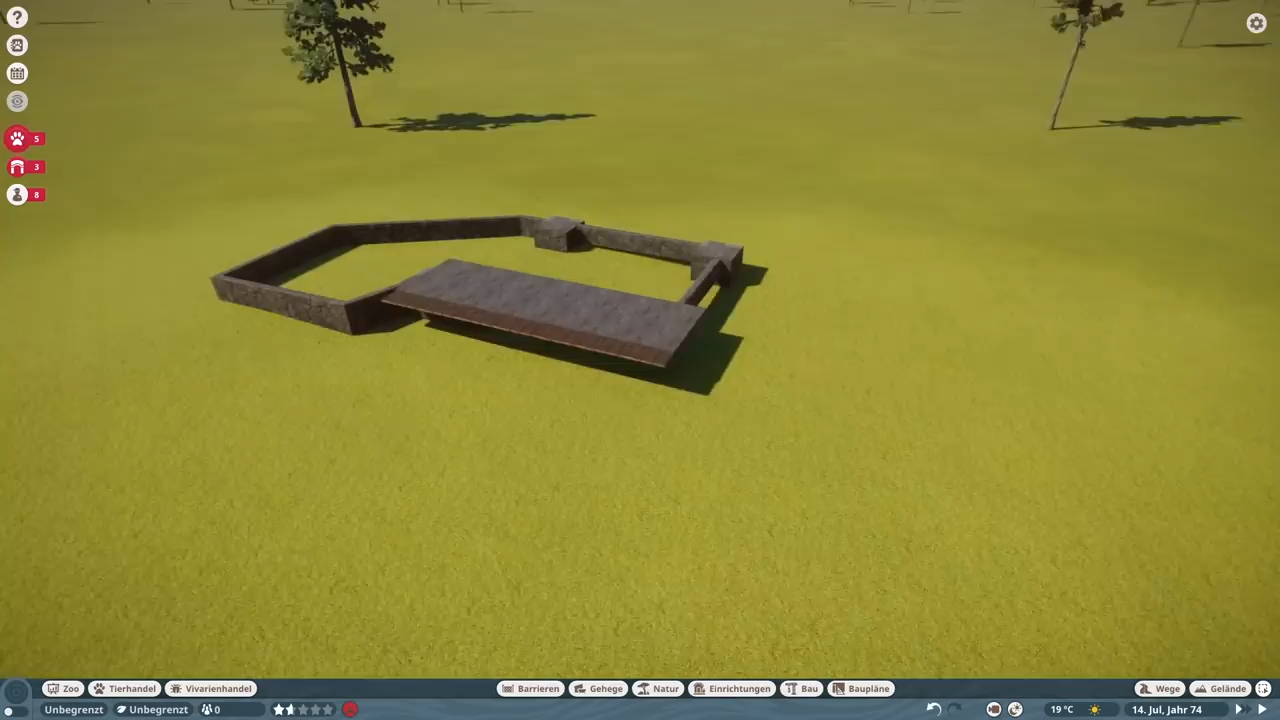 ?
5
3
8
Zoo Tierhandel Vivarienhandel Barrieren Gehege Natur Einrichtungen Bau Baupläne Wege Gelände
Unbegrenzt Unbegrenzt 0 19 °C 14. Jul, Jahr 74